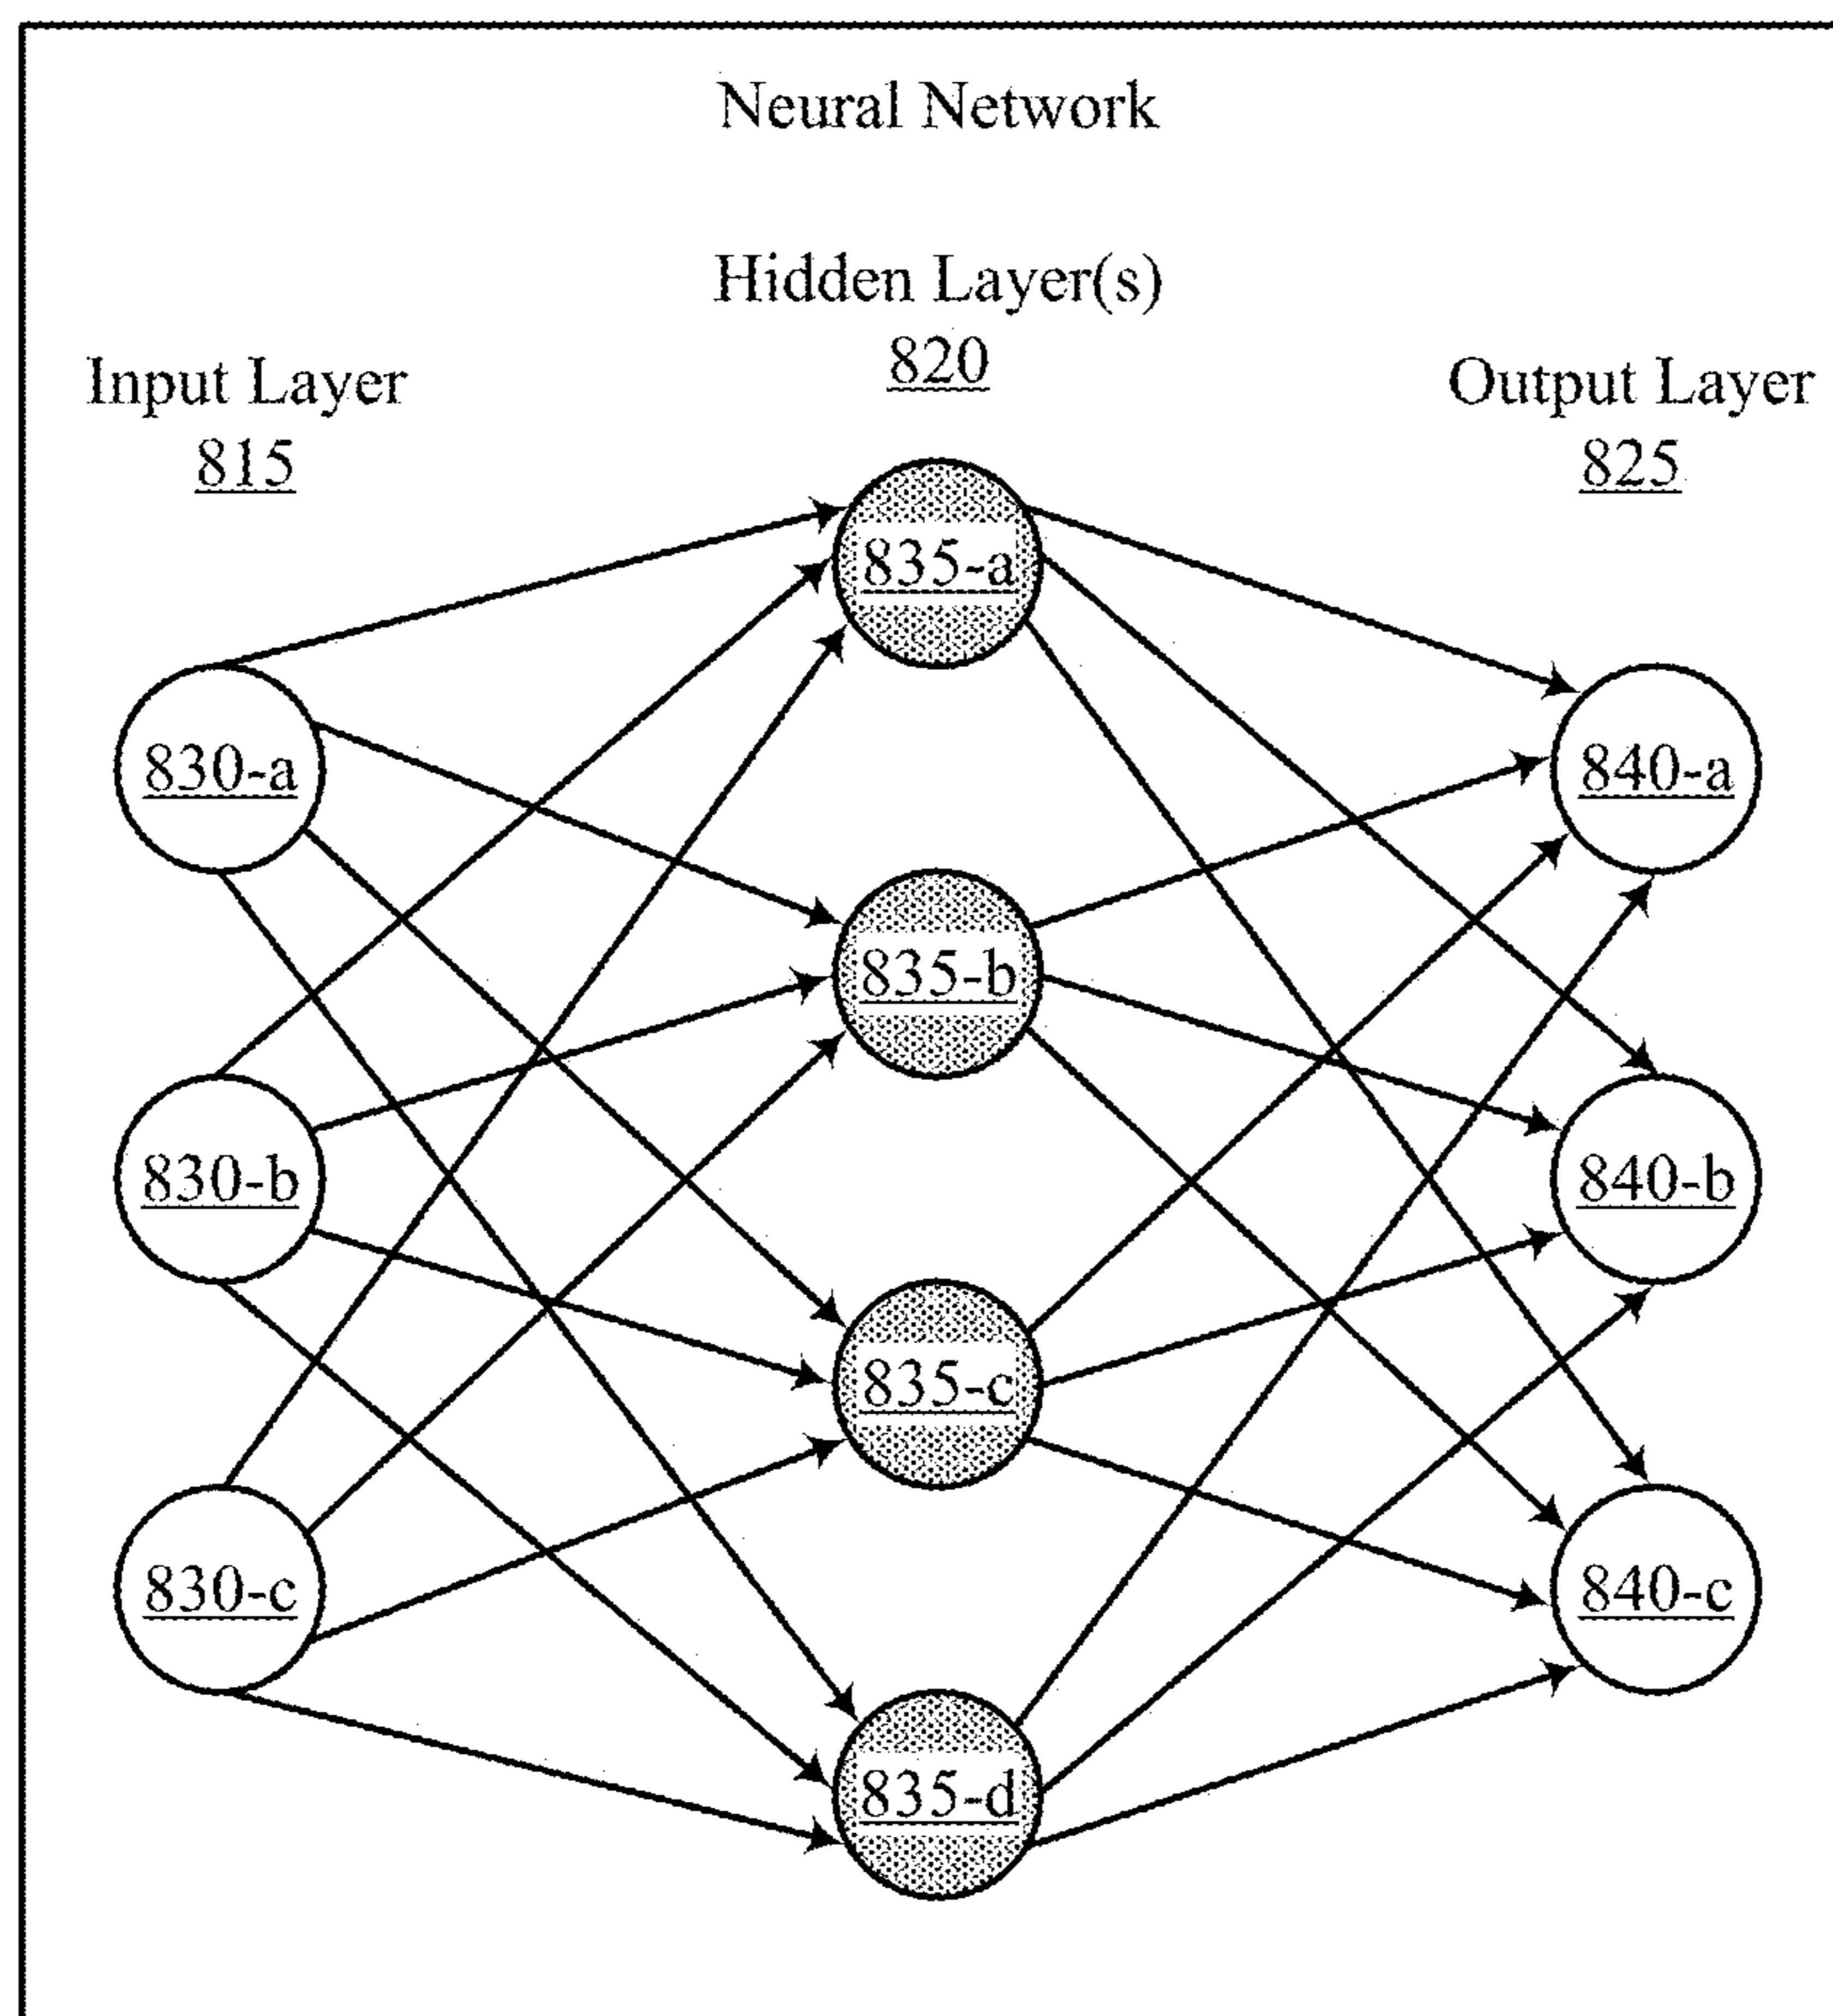 Neural Network
Hidden Layer(s)
820
Input Layer
815
Output Layer
825
835-a
830-a
840-a
835-b
830-b
840-b
835-c
830-c
840-c
835-d